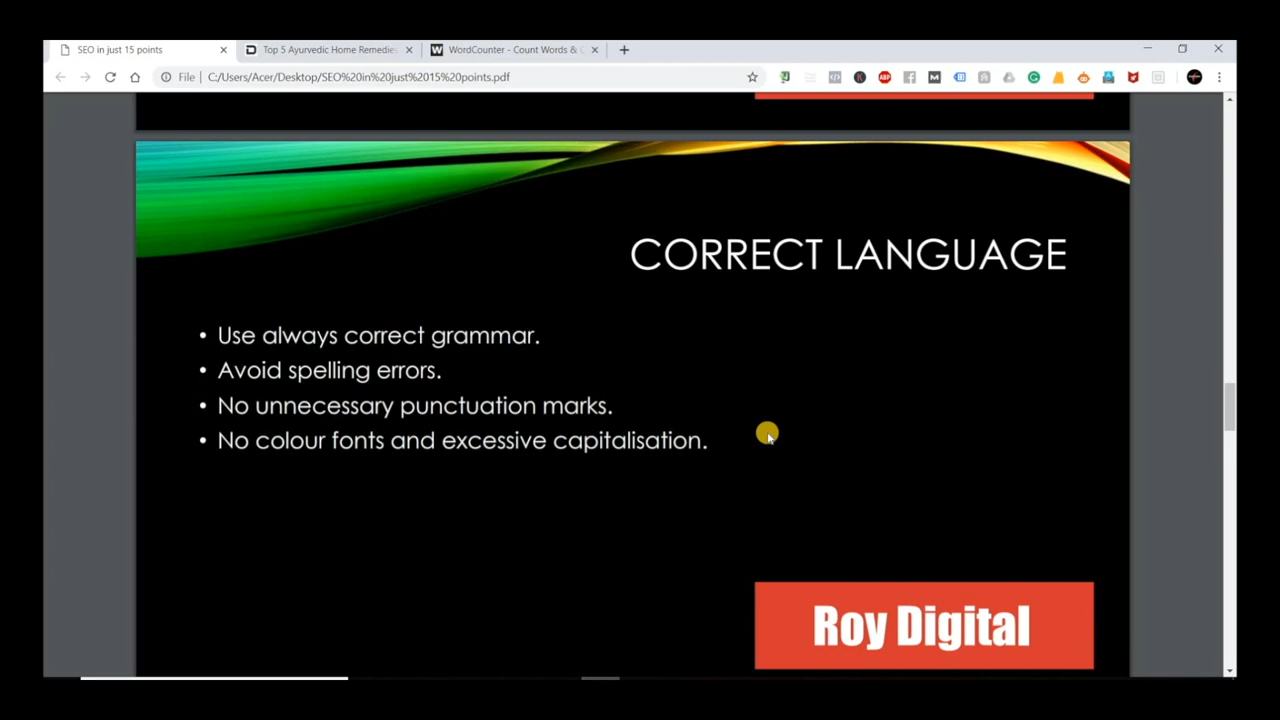 SEO in just 15 points
Top 5 Ayurvedic Home Remedies
WordCounter - Count Words &
File
C:/Users/Acer/Desktop/SEO%20in%20just%2015%20points.pdf
ABP
CORRECT LANGUAGE
• Use always correct grammar.
• Avoid spelling errors.
• No unnecessary punctuation marks.
• No colour fonts and excessive capitalisation.
Roy Digital